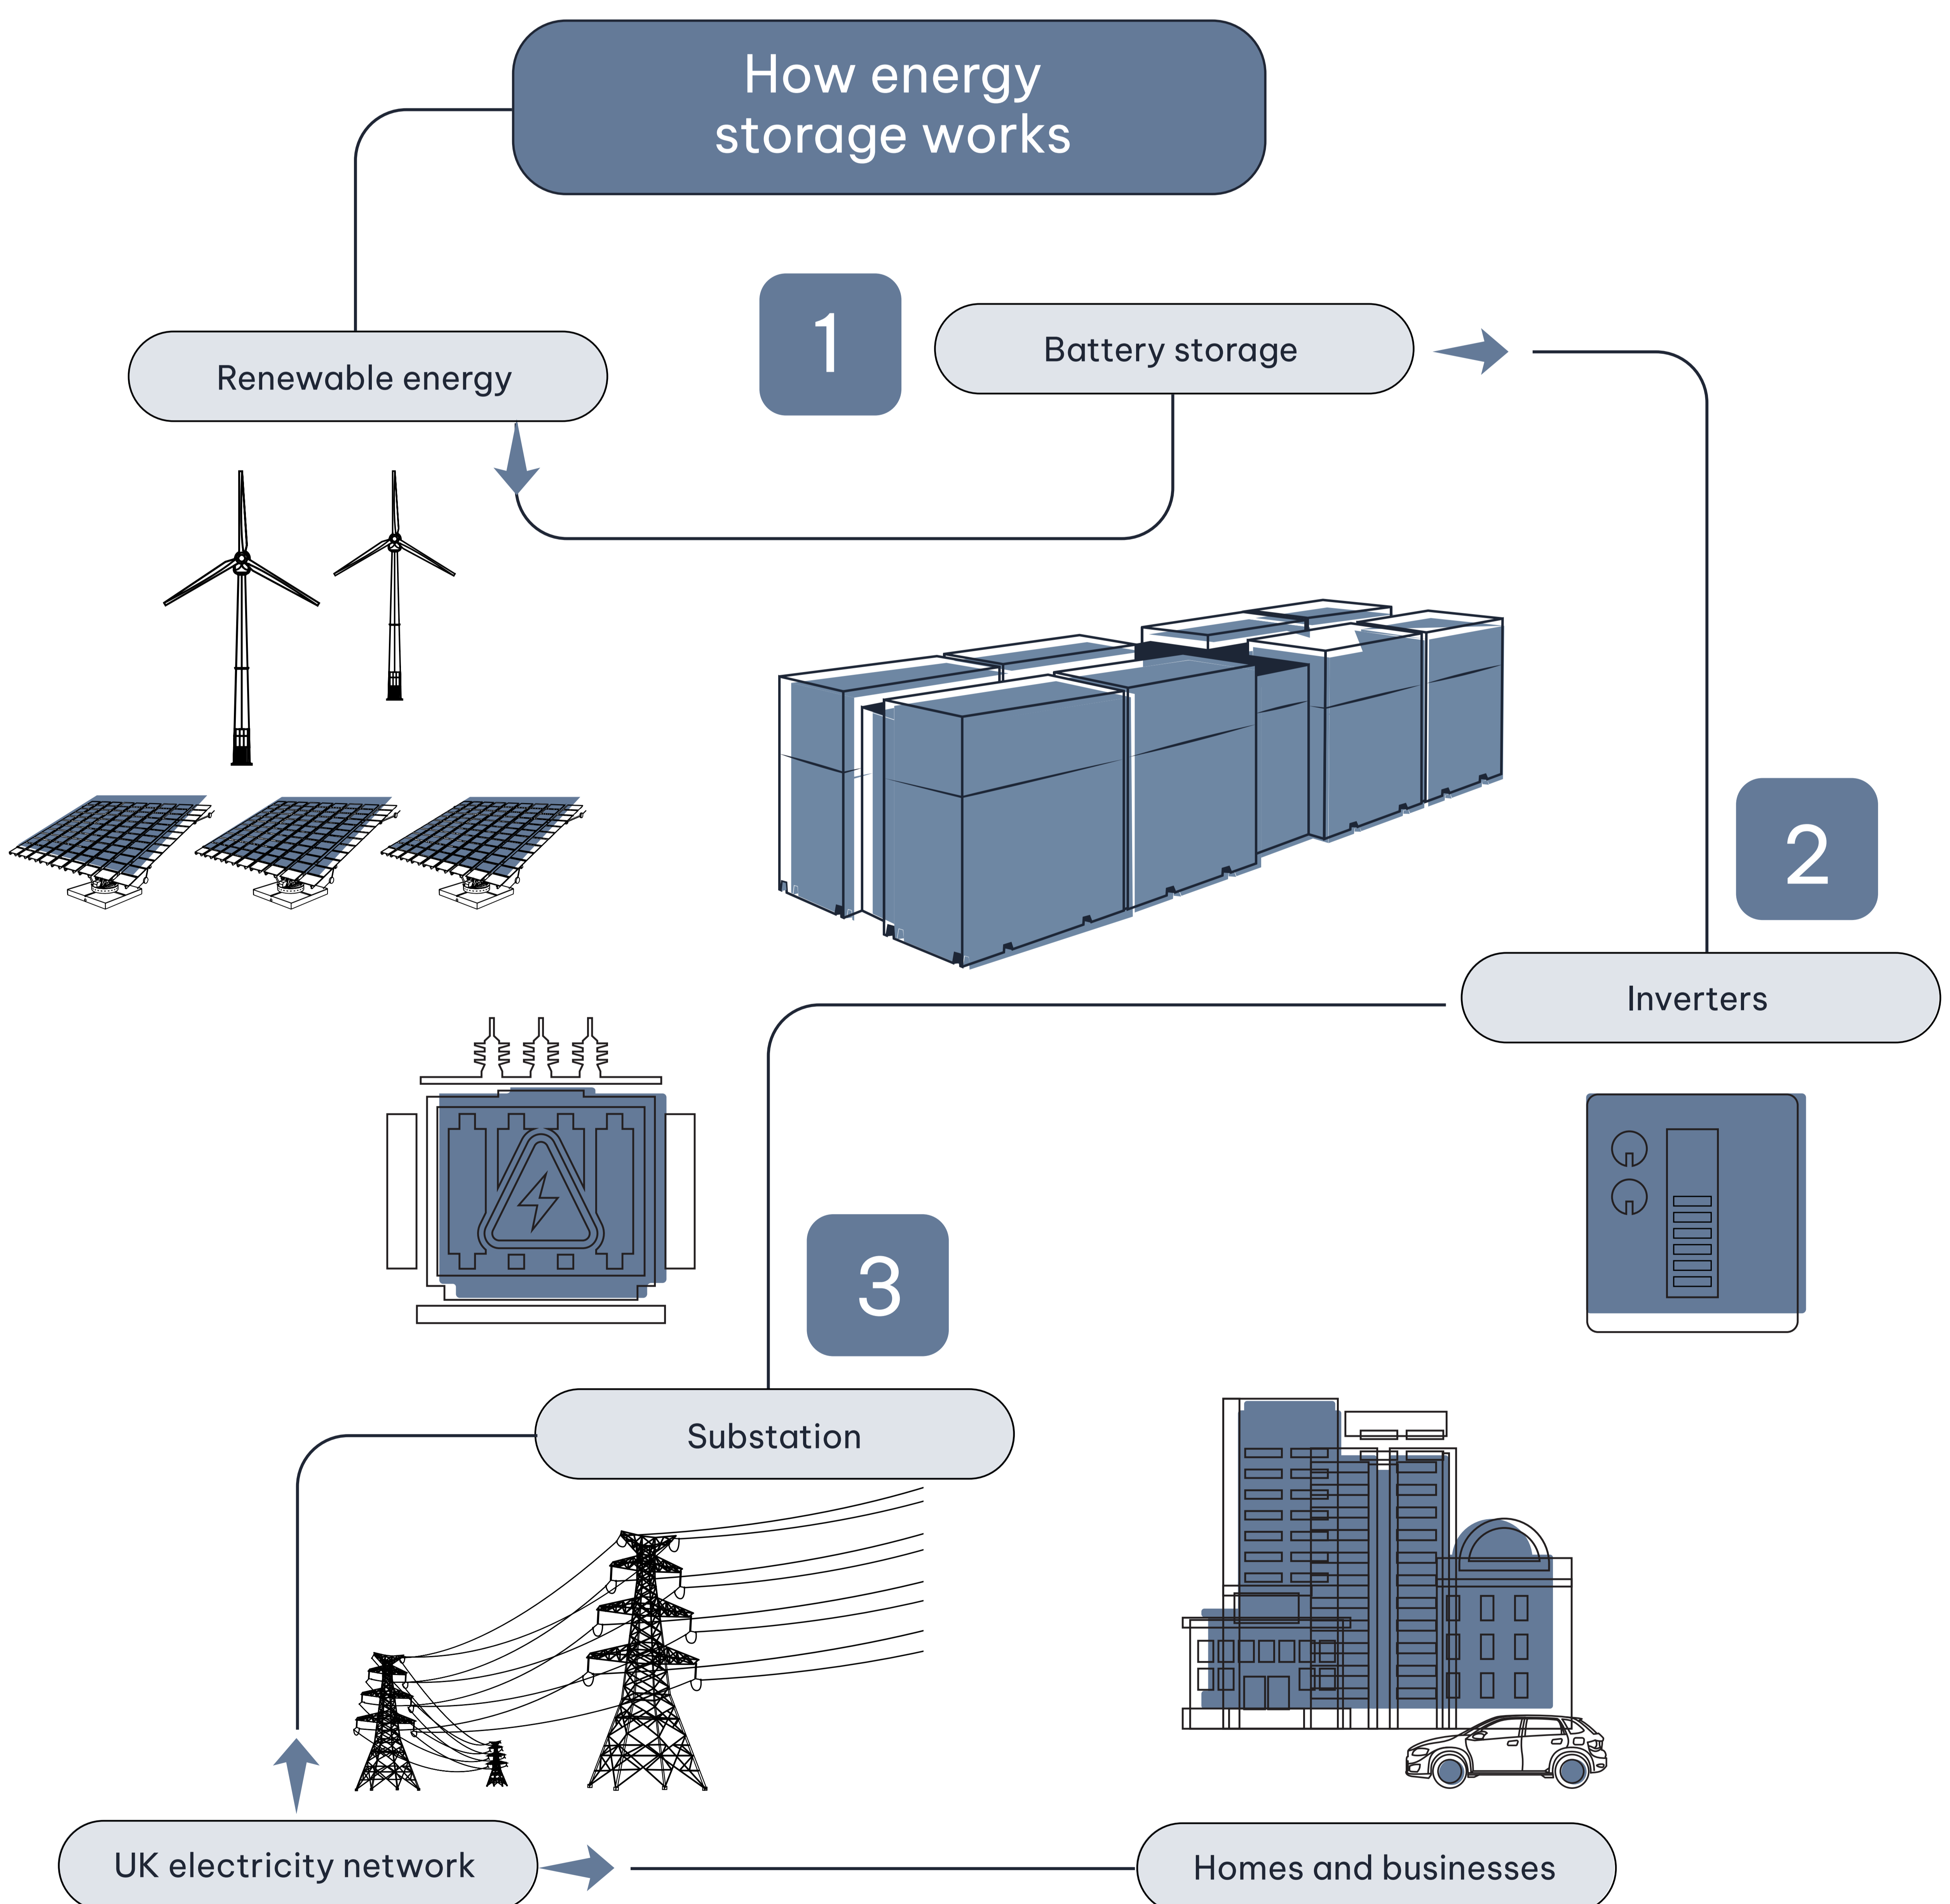 How energy
storage works
1
Battery storage
Renewable energy
2
Inverters
3
Substation
UK electricity network
Homes and businesses